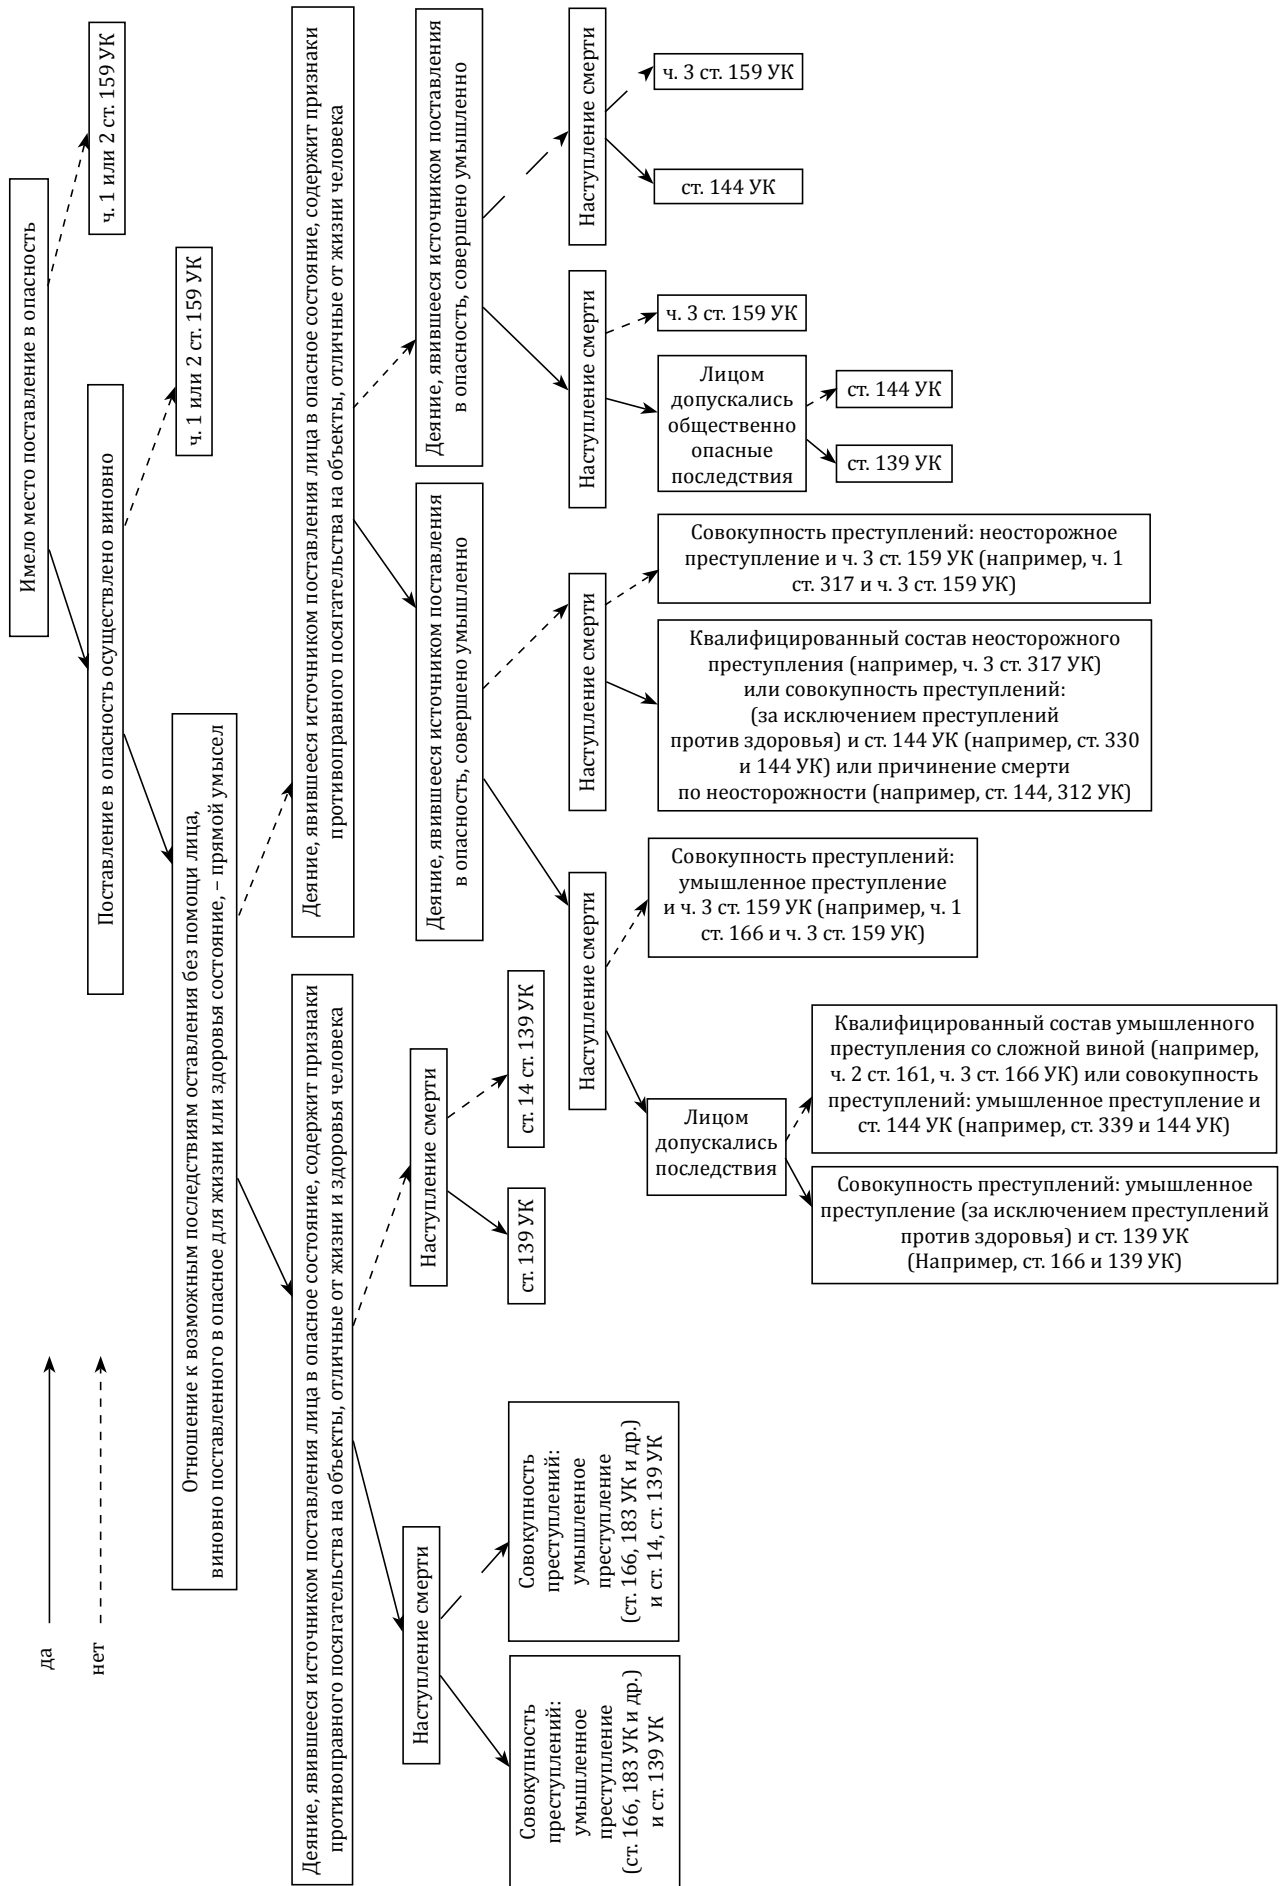 да
нет
Имело место поставление в опасность
ч. 1 или 2 ст. 159 УК
Поставление в опасность осуществлено виновно
ч. 1 или 2 ст. 159 УК
Отношение к возможным последствиям оставления без помощи лица,
виновно поставленного в опасное для жизни или здоровья состояние, – прямой умысел
Деяние, явившееся источником поставления лица в опасное состояние, содержит признаки
противоправного посягательства на объекты, отличные от жизни и здоровья человека
Деяние, явившееся источником поставления лица в опасное состояние, содержит признаки
противоправного посягательства на объекты, отличные от жизни человека
Наступление смерти
Совокупность
преступлений:
умышленное
преступление
(ст. 166, 183 УК и др.)
и ст. 139 УК
Совокупность
преступлений:
умышленное
преступление
(ст. 166, 183 УК и др.)
и ст. 14, ст. 139 УК
Наступление смерти
ст. 139 УК
ст. 14 ст. 139 УК
Деяние, явившееся источником поставления
в опасность, совершено умышленно
Деяние, явившееся источником поставления
в опасность, совершено умышленно
Наступление смерти
Лицом
допускались
последствия
Совокупность преступлений: умышленное
преступление (за исключением преступлений
против здоровья) и ст. 139 УК
(Например, ст. 166 и 139 УК)
Квалифицированный состав умышленного
преступления со сложной виной (например,
ч. 2 ст. 161, ч. 3 ст. 166 УК) или совокупность
преступлений: умышленное преступление и
ст. 144 УК (например, ст. 339 и 144 УК)
Совокупность преступлений:
умышленное преступление
и ч. 3 ст. 159 УК (например, ч. 1
ст. 166 и ч. 3 ст. 159 УК)
Наступление смерти
Квалифицированный состав неосторожного
преступления (например, ч. 3 ст. 317 УК)
или совокупность преступлений:
(за исключением преступлений
против здоровья) и ст. 144 УК (например, ст. 330
и 144 УК) или причинение смерти
по неосторожности (например, ст. 144, 312 УК)
Совокупность преступлений: неосторожное
преступление и ч. 3 ст. 159 УК (например, ч. 1
ст. 317 и ч. 3 ст. 159 УК)
Наступление смерти
Лицом
допускались
общественно
опасные
последствия
ст. 139 УК
ст. 144 УК
ч. 3 ст. 159 УК
Наступление смерти
ст. 144 УК
ч. 3 ст. 159 УК